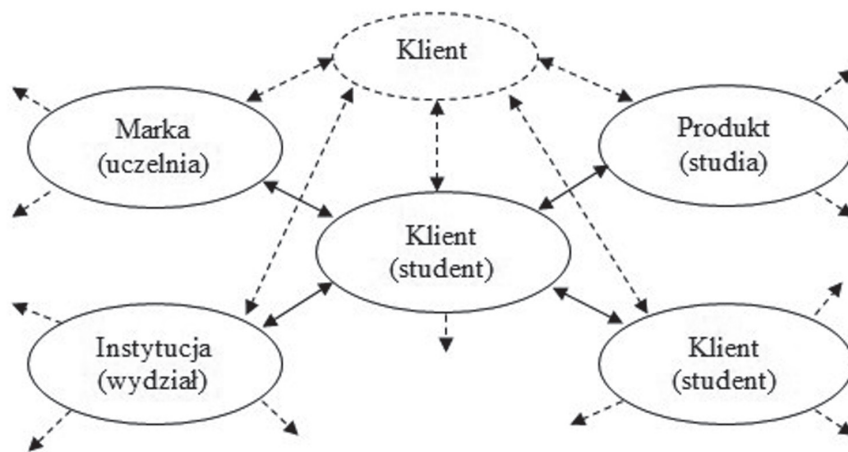 Klient
Marka
(uczelnia)
Produkt
(studia)
Klient
(student)
Instytucja
(wydział)
Klient
(student)